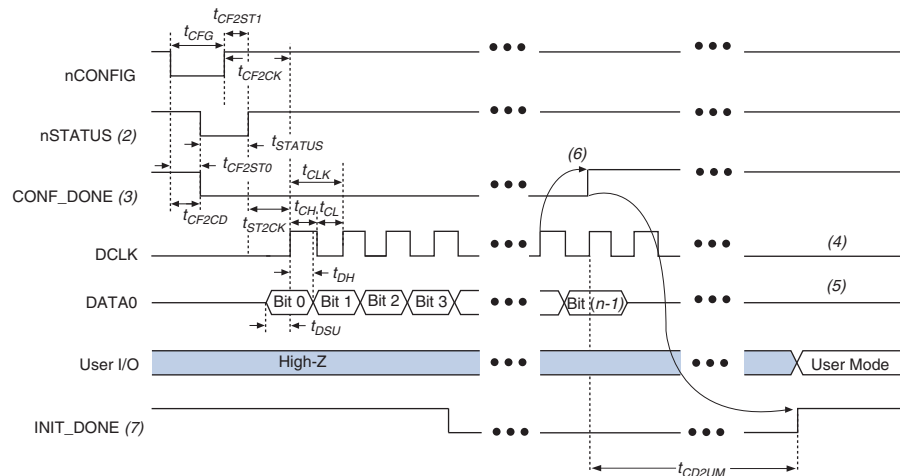 tCF2ST1
tCFG
nCONFIG
tCF2CK
nSTATUS (2)
tSTATUS
tCF2ST0
CONF_DONE (3)
tCLK
(6)
tCF2CD
tST2CK
tCH tCL
DCLK
(4)
tDH
DATA0
Bit 0 Bit 1 Bit 2 Bit 3
Bit (n-1)
(5)
tDSU
User I/O
High-Z
User Mode
INIT_DONE (7)
tCD2UM